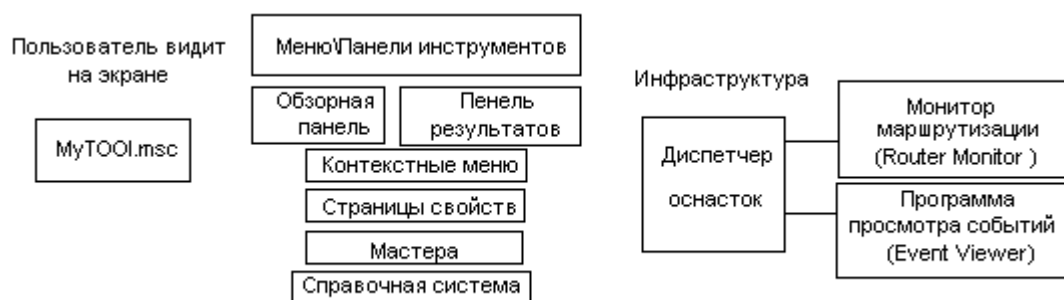 Пользователь видит
на экране
MyTOOl.msc
Меню\Панели инструментов
Обзорная
панель
Пенель
результатов
Контекстные меню
Страницы свойств
Мастера
Справочная система
Инфраструктура
Диспетчер
оснасток
Монитор
маршрутизации
(Router Monitor )
Программа
просмотра событий
(Event Viewer)